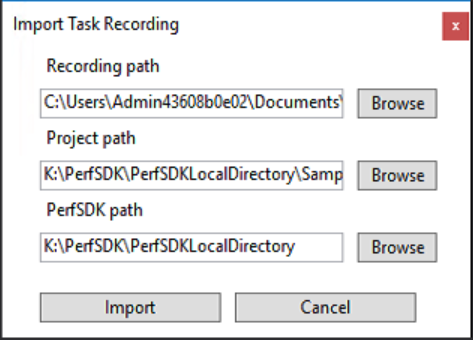 Import Task Recording
x
Recording path
C:\Users\Admin43608b0e02\Documents\
Browse
Project path
K:\PerfSDK\PerfSDKLocalDirectory\Samp
Browse
PerfSDK path
K:\PerfSDK\PerfSDKLocalDirectory
Browse
Import
Cancel